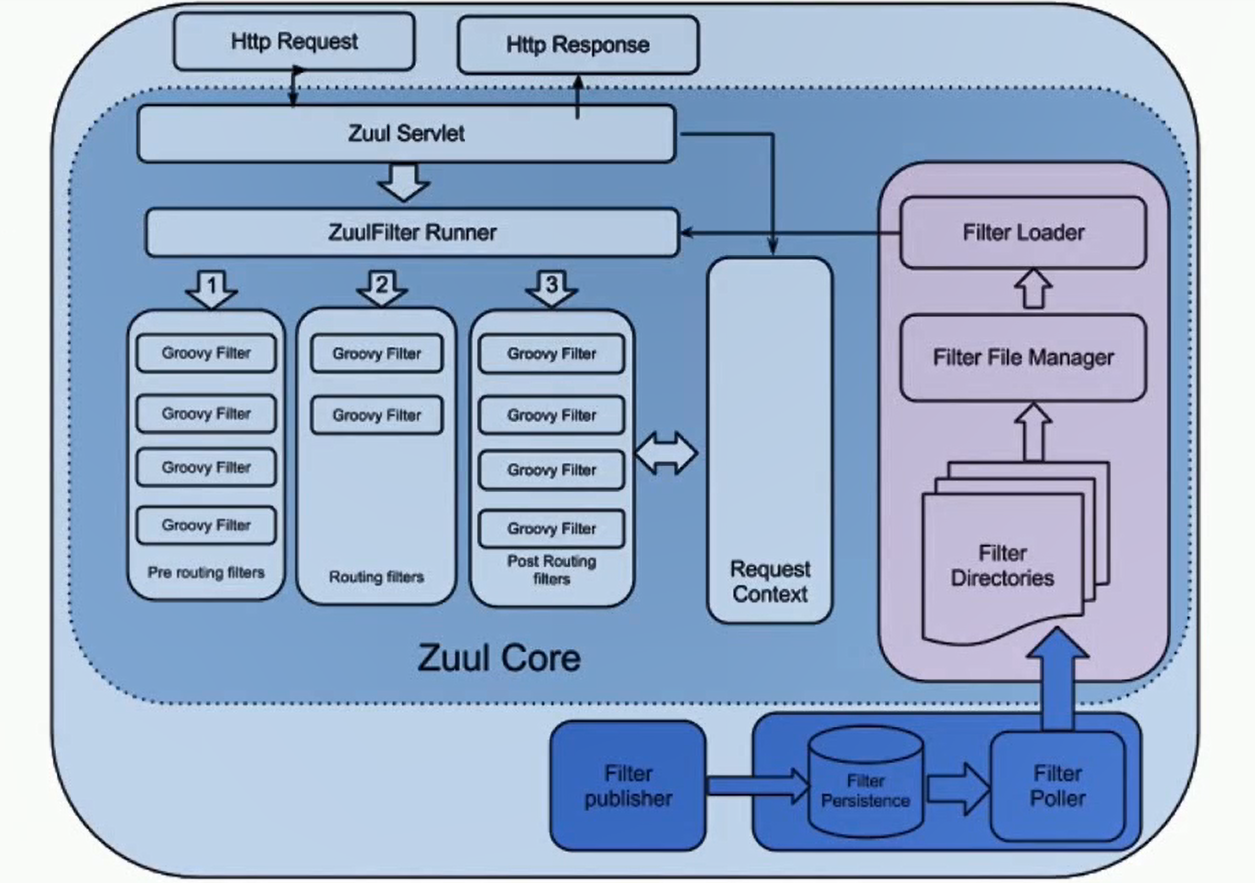 Http Request
Http Response
Zuul Servlet
ZuulFilter Runner
Filter Loader
1
2
3
Groovy Filter
Groovy Filter
Groovy Filter
Filter File Manager
Groovy Filter
Groovy Filter
Groovy Filter
Groovy Filter
Groovy Filter
Groovy Filter
Groovy Filter
Pre routing filters
Routing filters
Post Routing
filters
Request
Context
Filter
Directories
Zuul Core
Filter
publisher
Filter
Persistence
Filter
Poller